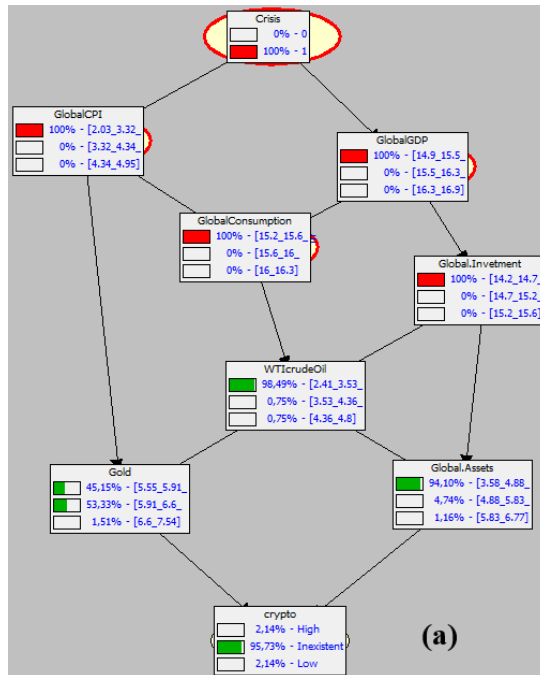 Crisis
0% - 0
100% - 1
GlobalCPI
100% - [2.03_3.32_
0% - [3.32_4.34_
0% - [4.34_4.95]
GlobalGDP
100% - [14.9_15.5_
0% - [15.5_16.3_
0% - [16.3_16.9]
GlobalConsumption
100% - [15.2_15.6_
0% - [15.6_16_
0% - [16_16.3]
Global.Invetment
100% - [14.2_14.7_
0% - [14.7_15.2_
0% - [15.2_15.6]
WTIcrudeOil
98,49% - [2.41_3.53_
0,75% - [3.53_4.36_
0,75% - [4.36_4.8]
Gold
45,15% - [5.55_5.91_
53,33% - [5.91_6.6_
1,51% - [6.6_7.54]
Global.Assets
94,10% - [3.58_4.88_
4,74% - [4.88_5.83_
1,16% - [5.83_6.77]
crypto
2,14% - High
95,73% - Inexistent
2,14% - Low
(a)